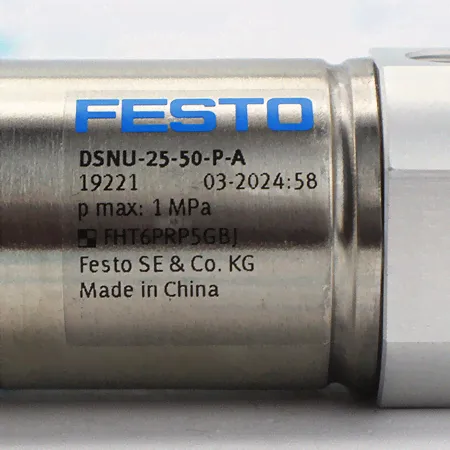 FESTO
DSNU-25-50-P-A
19221 03-2024:58
p max: 1 MPa
FHT6PRP5GBJ
Festo SE & Co. KG
Made in China